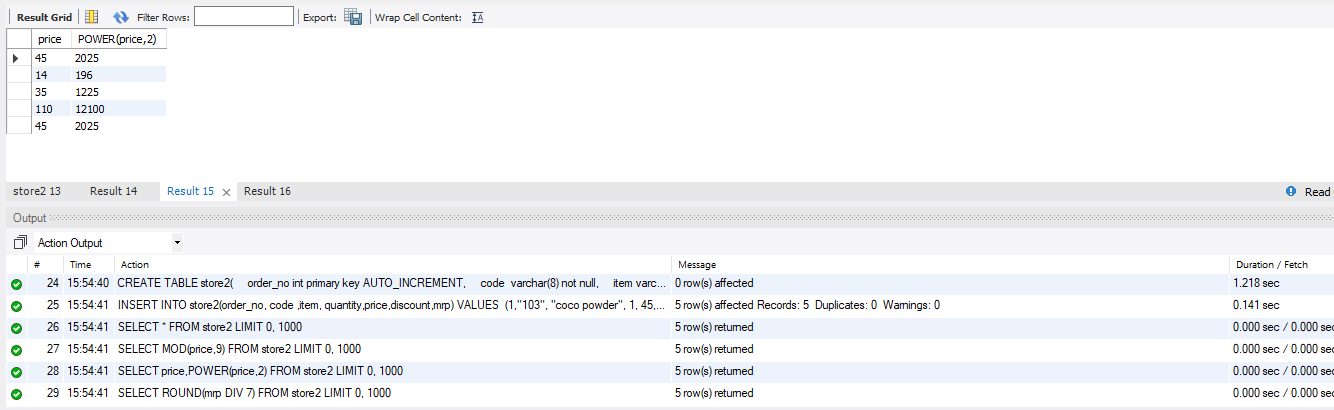 Result Grid Filter Rows: Export: Wrap Cell Content: IA
price POWER(price,2)
45 2025
14 196
35 1225
110 12100
45 2025
store2 13 Result 14 Result 15 × Result 16 Read
Output
Action Output
# Time Action Message Duration / Fetch
24 15:54:40 CREATE TABLE store2( order_no int primary key AUTO_INCREMENT, code varchar(8) not null, item varc... 0 row(s) affected 1.218 sec
25 15:54:41 INSERT INTO store2(order_no, code ,item, quantity,price,discount,mrp) VALUES (1,"103", "coco powder", 1, 45,... 5 row(s) affected Records: 5 Duplicates: 0 Warnings: 0 0.141 sec
26 15:54:41 SELECT * FROM store2 LIMIT 0, 1000 5 row(s) returned 0.000 sec / 0.000 sec
27 15:54:41 SELECT MOD(price,9) FROM store2 LIMIT 0, 1000 5 row(s) returned 0.000 sec / 0.000 sec
28 15:54:41 SELECT price,POWER(price,2) FROM store2 LIMIT 0, 1000 5 row(s) returned 0.000 sec / 0.000 sec
29 15:54:41 SELECT ROUND(mrp DIV 7) FROM store2 LIMIT 0, 1000 5 row(s) returned 0.000 sec / 0.000 sec